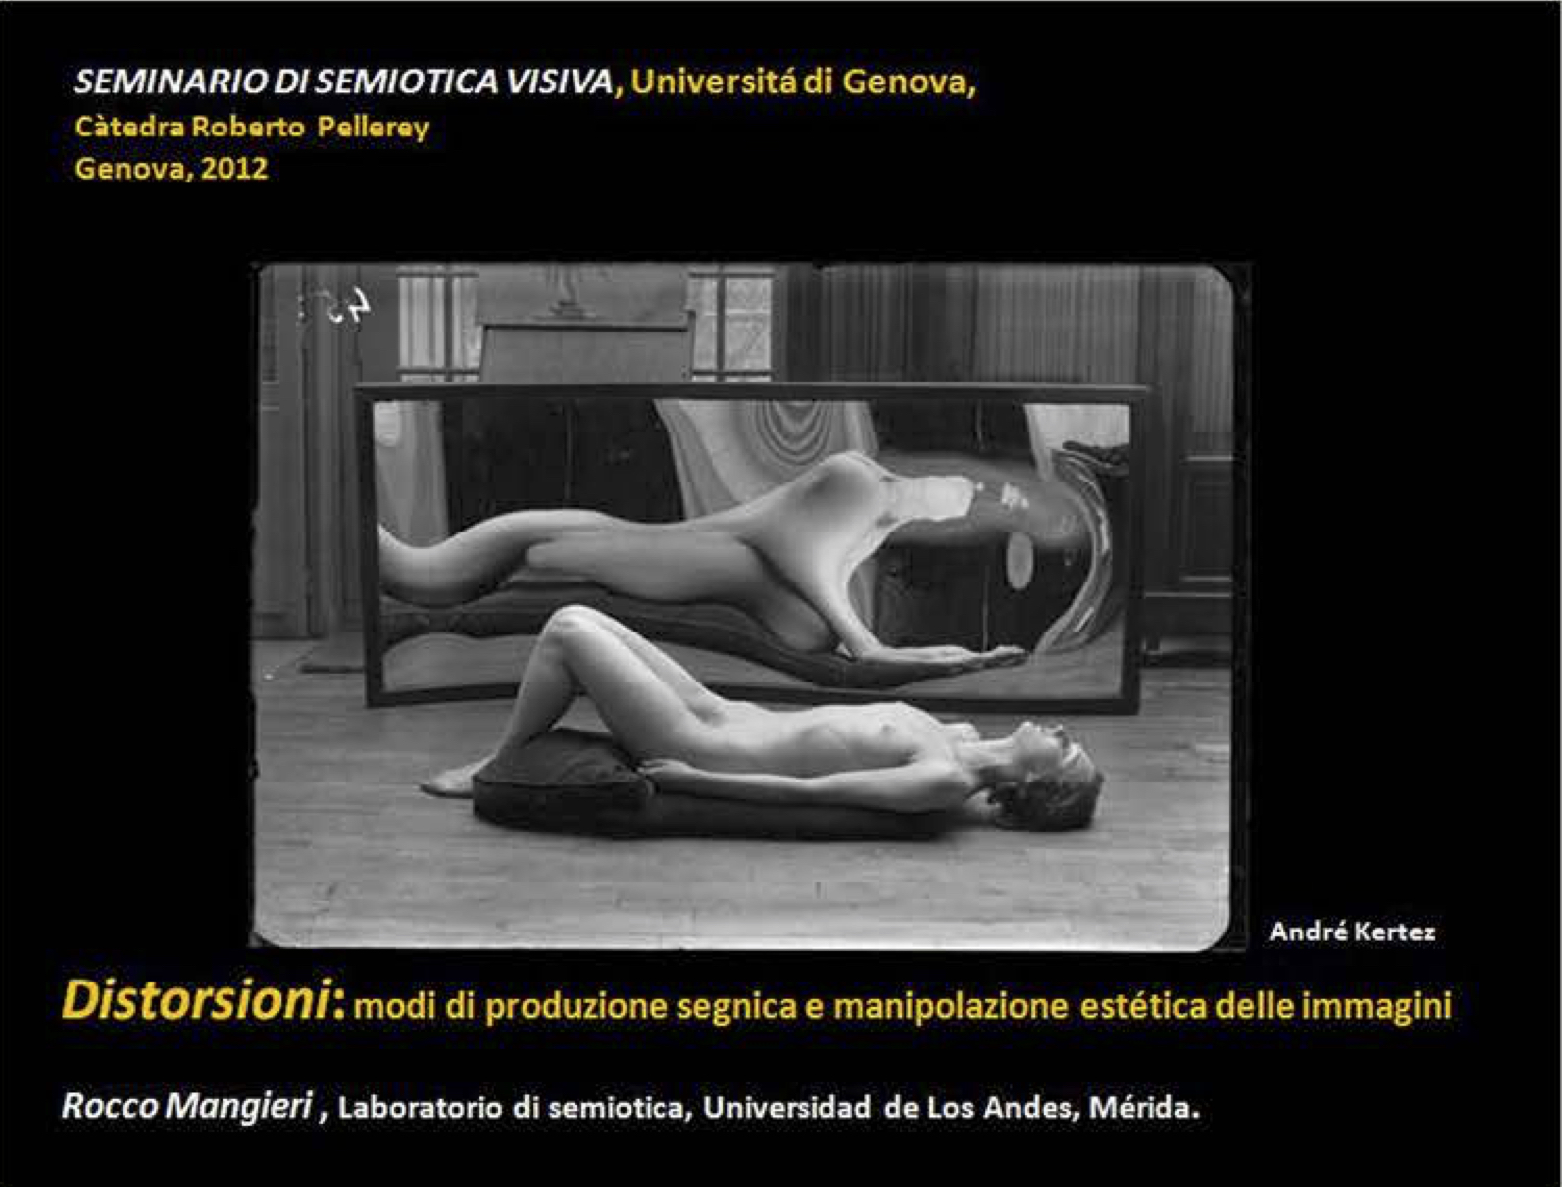 SEMINARIO DI SEMIOTICA VISIVA, Universitá di Genova,
Càtedra Roberto Pellerey
Genova, 2012
André Kertez
Distorsioni: modi di produzione segnica e manipolazione estética delle immagini
Rocco Mangieri , Laboratorio di semiotica, Universidad de Los Andes, Mérida.